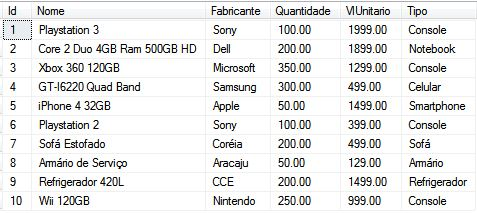 Id Nome Fabricante Quantidade VlUnitario Tipo
1 Playstation 3 Sony 100.00 1999.00 Console
2 Core 2 Duo 4GB Ram 500GB HD Dell 200.00 1899.00 Notebook
3 Xbox 360 120GB Microsoft 350.00 1299.00 Console
4 GT-I6220 Quad Band Samsung 300.00 499.00 Celular
5 iPhone 4 32GB Apple 50.00 1499.00 Smartphone
6 Playstation 2 Sony 100.00 399.00 Console
7 Sofá Estofado Coréia 200.00 499.00 Sofá
8 Armário de Serviço Aracaju 50.00 129.00 Armário
9 Refrigerador 420L CCE 200.00 1499.00 Refrigerador
10 Wii 120GB Nintendo 250.00 999.00 Console